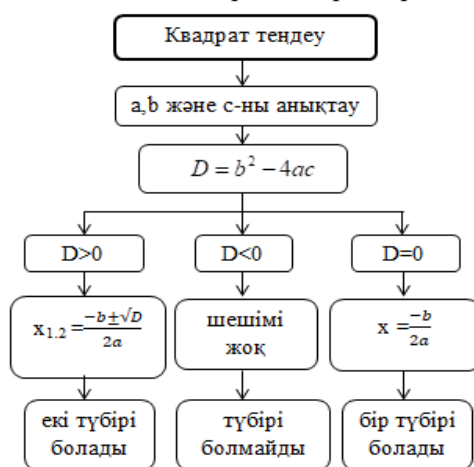 Квадрат теңдеу
a,b және c-ны анықтау
D = b² − 4ac
D>0
D<0
D=0
x₁.₂ = (−b±√D)/2a
шешімі
жоқ
x = −b/2a
екі түбірі
болады
түбірі
болмайды
бір түбірі
болады